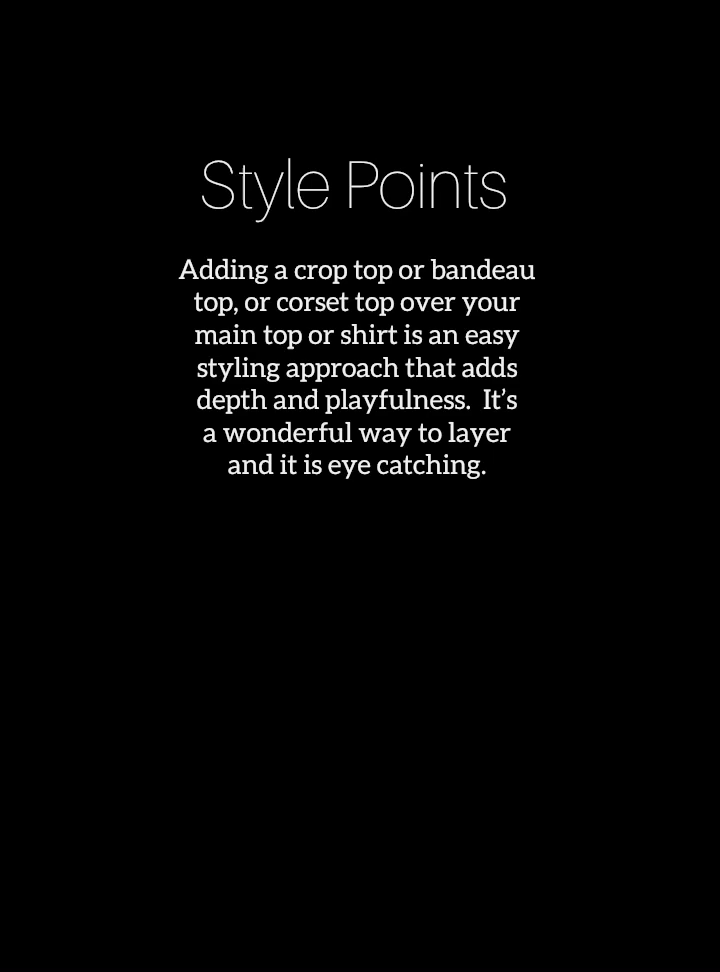 Style Points
Adding a crop top or bandeau
top, or corset top over your
main top or shirt is an easy
styling approach that adds
depth and playfulness.  It’s
a wonderful way to layer
and it is eye catching.